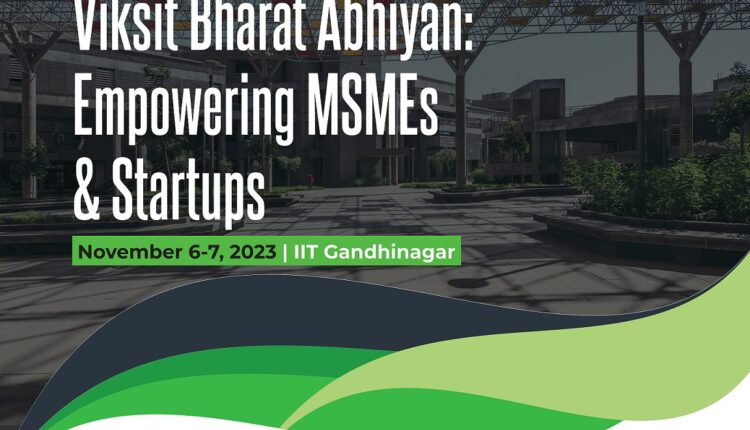 Viksit Bharat Abhiyan:
Empowering MSMEs
& Startups
November 6-7, 2023 | IIT Gandhinagar